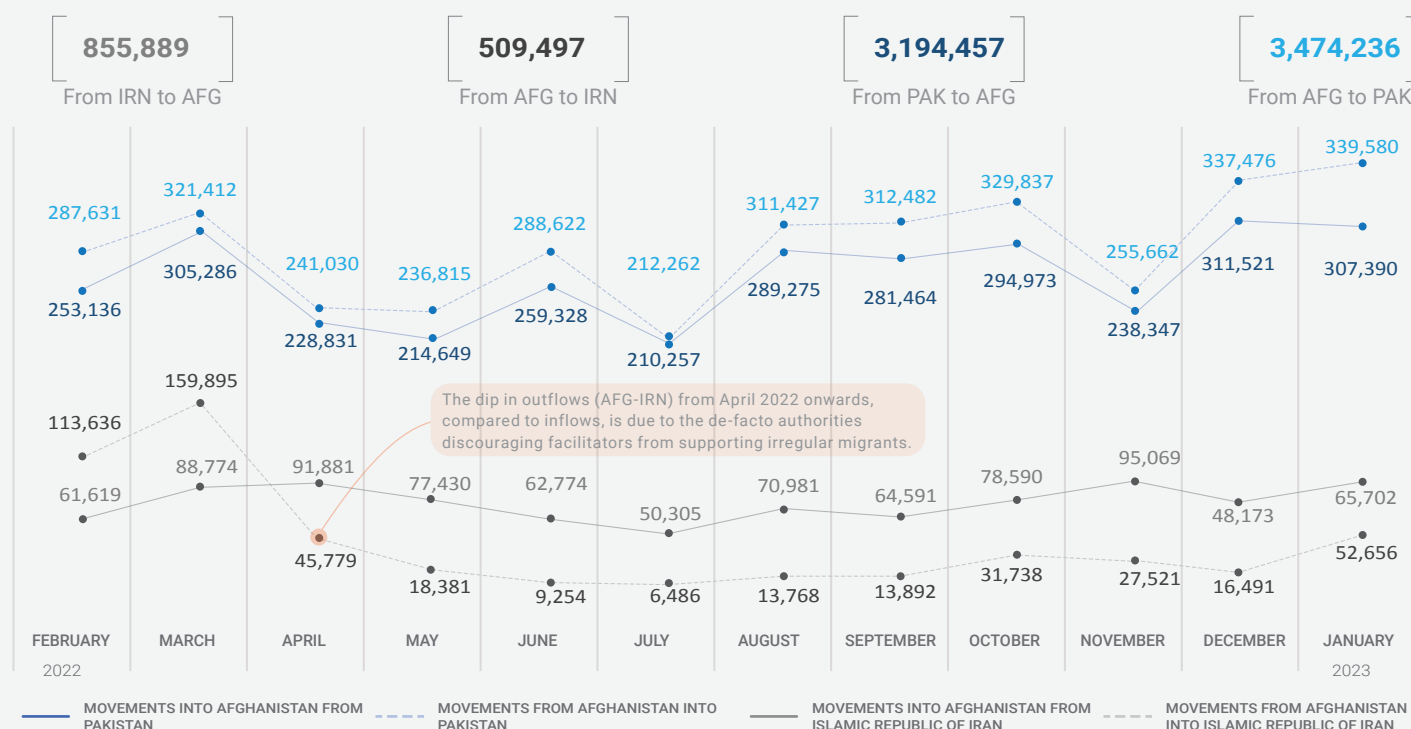 855,889
From IRN to AFG
509,497
From AFG to IRN
3,194,457
From PAK to AFG
3,474,236
From AFG to PAK
287,631
321,412
241,030
236,815
288,622
212,262
311,427
312,482
329,837
255,662
337,476
339,580
253,136
305,286
228,831
214,649
259,328
210,257
289,275
281,464
294,973
238,347
311,521
307,390
The dip in outflows (AFG-IRN) from April 2022 onwards,
compared to inflows, is due to the de-facto authorities
discouraging facilitators from supporting irregular migrants.
113,636
159,895
45,779
18,381
9,254
6,486
13,768
13,892
31,738
27,521
16,491
52,656
61,619
88,774
91,881
77,430
62,774
50,305
70,981
64,591
78,590
95,069
48,173
65,702
FEBRUARY
MARCH
APRIL
MAY
JUNE
JULY
AUGUST
SEPTEMBER
OCTOBER
NOVEMBER
DECEMBER
JANUARY
2022
2023
MOVEMENTS INTO AFGHANISTAN FROM
PAKISTAN
MOVEMENTS FROM AFGHANISTAN INTO
PAKISTAN
MOVEMENTS INTO AFGHANISTAN FROM
ISLAMIC REPUBLIC OF IRAN
MOVEMENTS FROM AFGHANISTAN
INTO ISLAMIC REPUBLIC OF IRAN